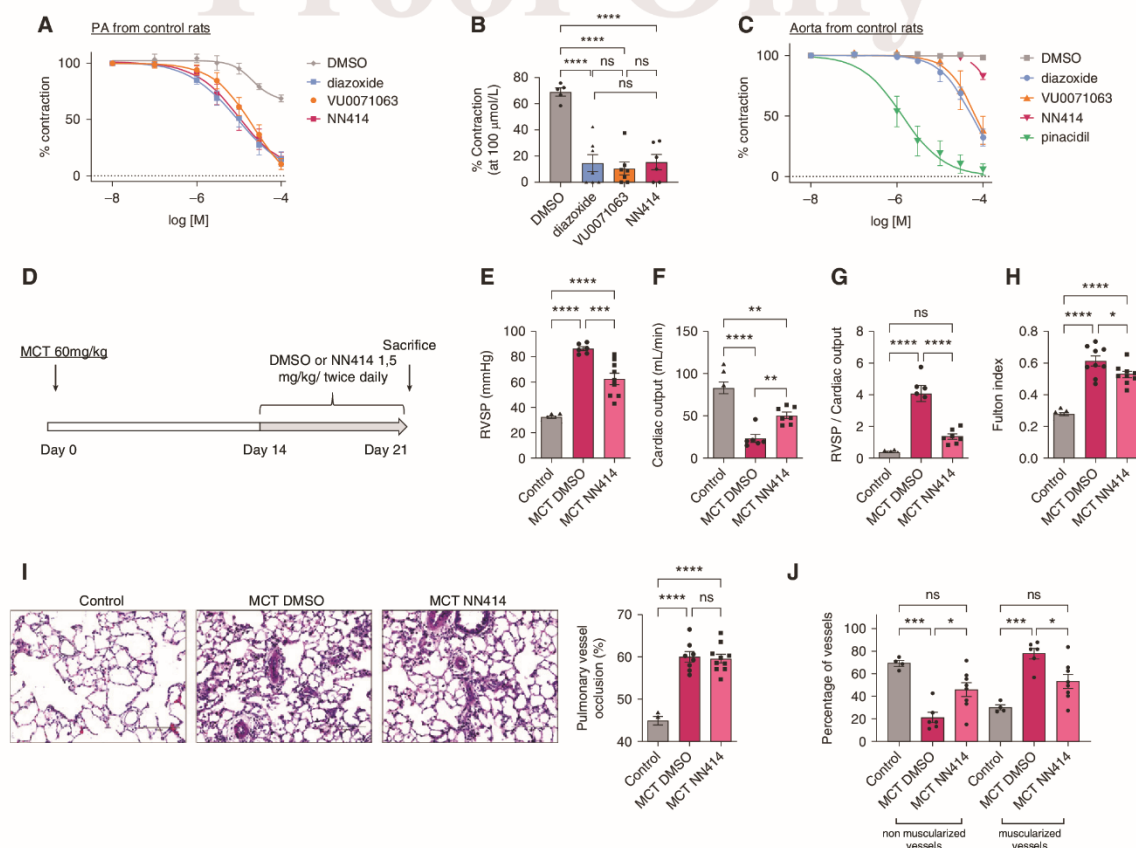 Proof Only
A
PA from control rats
% contraction
100
50
0
−8
−6
−4
log [M]
DMSO
diazoxide
VU0071063
NN414
B
****
****
****
ns
ns
ns
% Contraction
(at 100 μmol/L)
80
60
40
20
0
DMSO
diazoxide
VU0071063
NN414
C
Aorta from control rats
% contraction
100
50
0
−8
−6
−4
log [M]
DMSO
diazoxide
VU0071063
NN414
pinacidil
D
MCT 60mg/kg
DMSO or NN414 1,5
mg/kg/ twice daily
Sacrifice
Day 0
Day 14
Day 21
E
****
****
***
RVSP (mmHg)
100
80
60
40
20
0
Control
MCT DMSO
MCT NN414
F
**
****
**
Cardiac output (mL/min)
150
100
50
0
Control
MCT DMSO
MCT NN414
G
ns
****
****
RVSP / Cardiac output
8
6
4
2
0
Control
MCT DMSO
MCT NN414
H
****
****
*
Fulton index
0.8
0.6
0.4
0.2
0.0
Control
MCT DMSO
MCT NN414
I
Control
MCT DMSO
MCT NN414
****
****
ns
Pulmonary vessel
occlusion (%)
70
60
50
40
Control
MCT DMSO
MCT NN414
J
ns
***
*
ns
***
*
Percentage of vessels
100
80
60
40
20
0
Control
MCT DMSO
MCT NN414
Control
MCT DMSO
MCT NN414
non muscularized
vessels
muscularized
vessels